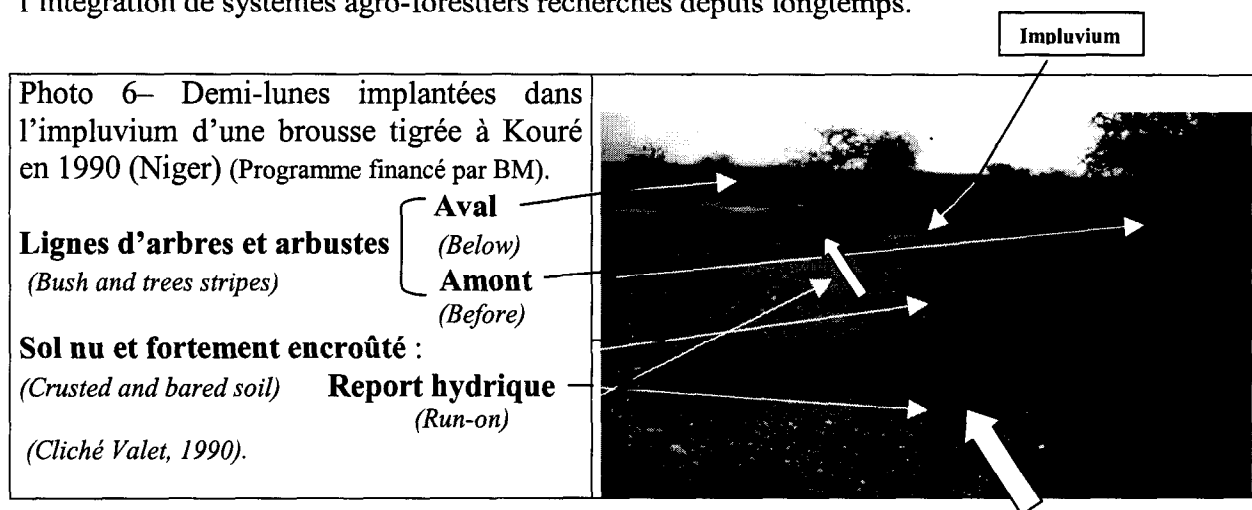 l'intégration de systèmes agro-forestiers recherchés depuis longtemps.
Impluvium
Photo 6– Demi-lunes implantées dans
l'impluvium d'une brousse tigrée à Kouré
en 1990 (Niger) (Programme financé par BM).
Aval
Lignes d'arbres et arbustes (Below)
(Bush and trees stripes) Amont
(Before)
Sol nu et fortement encroûté :
(Crusted and bared soil) Report hydrique
(Run-on)
(Cliché Valet, 1990).